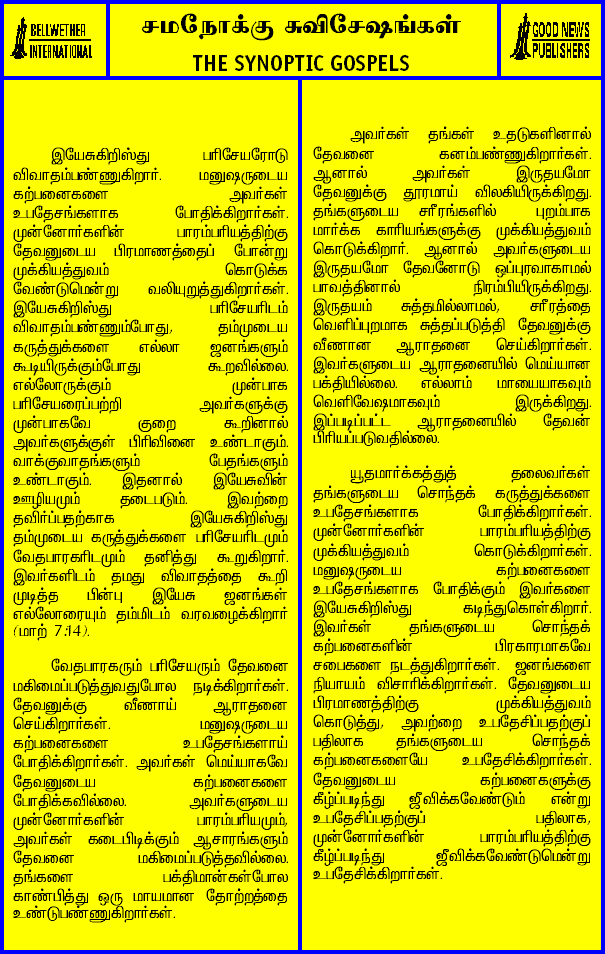 BELLWETHER
INTERNATIONAL
சமநோக்கு சுவிசேஷங்கள்
THE SYNOPTIC GOSPELS
GOOD NEWS
PUBLISHERS
இயேசுகிறிஸ்து பரிசேயரோடு
விவாதம்பண்ணுகிறார். மனுஷருடைய
கற்பனைகளை அவர்கள்
உபதேசங்களாக போதிக்கிறார்கள்.
முன்னோர்களின் பாரம்பரியத்திற்கு
தேவனுடைய பிரமாணத்தைப் போன்று
முக்கியத்துவம் கொடுக்க
வேண்டுமென்று வலியுறுத்துகிறார்கள்.
இயேசுகிறிஸ்து பரிசேயரிடம்
விவாதம்பண்ணும்போது, தம்முடைய
கருத்துக்களை எல்லா ஜனங்களும்
கூடியிருக்கும்போது கூறவில்லை.
எல்லோருக்கும் முன்பாக
பரிசேயரைப்பற்றி அவர்களுக்கு
முன்பாகவே குறை கூறினால்
அவர்களுக்குள் பிரிவினை உண்டாகும்.
வாக்குவாதங்களும் பேதங்களும்
உண்டாகும். இதனால் இயேசுவின்
ஊழியமும் தடைபடும். இவற்றை
தவிர்ப்பதற்காக இயேசுகிறிஸ்து
தம்முடைய கருத்துக்களை பரிசேயரிடமும்
வேதபாரகரிடமும் தனித்து கூறுகிறார்.
இவர்களிடம் தமது விவாதத்தை கூறி
முடித்த பின்பு இயேசு ஜனங்கள்
எல்லோரையும் தம்மிடம் வரவழைக்கிறார்
(மாற் 7:14).
வேதபாரகரும் பரிசேயரும் தேவனை
மகிமைப்படுத்துவதுபோல நடிக்கிறார்கள்.
தேவனுக்கு வீணாய் ஆராதனை
செய்கிறார்கள். மனுஷருடைய
கற்பனைகளை உபதேசங்களாய்
போதிக்கிறார்கள். அவர்கள் மெய்யாகவே
தேவனுடைய கற்பனைகளை
போதிக்கவில்லை. அவர்களுடைய
முன்னோர்களின் பாரம்பரியமும்,
அவர்கள் கடைபிடிக்கும் ஆசாரங்களும்
தேவனை மகிமைப்படுத்தவில்லை.
தங்களை பக்திமான்கள்போல
காண்பித்து ஒரு மாயமான தோற்றத்தை
உண்டுபண்ணுகிறார்கள்.
அவர்கள் தங்கள் உதடுகளினால்
தேவனை கனம்பண்ணுகிறார்கள்.
ஆனால் அவர்கள் இருதயமோ
தேவனுக்கு தூரமாய் விலகியிருக்கிறது.
தங்களுடைய சரீரங்களில் புறம்பாக
மார்க்க காரியங்களுக்கு முக்கியத்துவம்
கொடுக்கிறார். ஆனால் அவர்களுடைய
இருதயமோ தேவனோடு ஒப்புரவாகாமல்
பாவத்தினால் நிரம்பியிருக்கிறது.
இருதயம் சுத்தமில்லாமல், சரீரத்தை
வெளிப்புறமாக சுத்தப்படுத்தி தேவனுக்கு
வீணான ஆராதனை செய்கிறார்கள்.
இவர்களுடைய ஆராதனையில் மெய்யான
பக்தியில்லை. எல்லாம் மாயையாகவும்
வெளிவேஷமாகவும் இருக்கிறது.
இப்படிப்பட்ட ஆராதனையில் தேவன்
பிரியப்படுவதில்லை.
யூதமார்க்கத்துத் தலைவர்கள்
தங்களுடைய சொந்தக் கருத்துக்களை
உபதேசங்களாக போதிக்கிறார்கள்.
முன்னோர்களின் பாரம்பரியத்திற்கு
முக்கியத்துவம் கொடுக்கிறார்கள்.
மனுஷருடைய கற்பனைகளை
உபதேசங்களாக போதிக்கும் இவர்களை
இயேசுகிறிஸ்து கடிந்துகொள்கிறார்.
இவர்கள் தங்களுடைய சொந்தக்
கற்பனைகளின் பிரகாரமாகவே
சபைகளை நடத்துகிறார்கள். ஜனங்களை
நியாயம் விசாரிக்கிறார்கள். தேவனுடைய
பிரமாணத்திற்கு முக்கியத்துவம்
கொடுத்து, அவற்றை உபதேசிப்பதற்குப்
பதிலாக தங்களுடைய சொந்தக்
கற்பனைகளையே உபதேசிக்கிறார்கள்.
தேவனுடைய கற்பனைகளுக்கு
கீழ்ப்படிந்து ஜீவிக்கவேண்டும் என்று
உபதேசிப்பதற்குப் பதிலாக,
முன்னோர்களின் பாரம்பரியத்திற்கு
கீழ்ப்படிந்து ஜீவிக்கவேண்டுமென்று
உபதேசிக்கிறார்கள்.